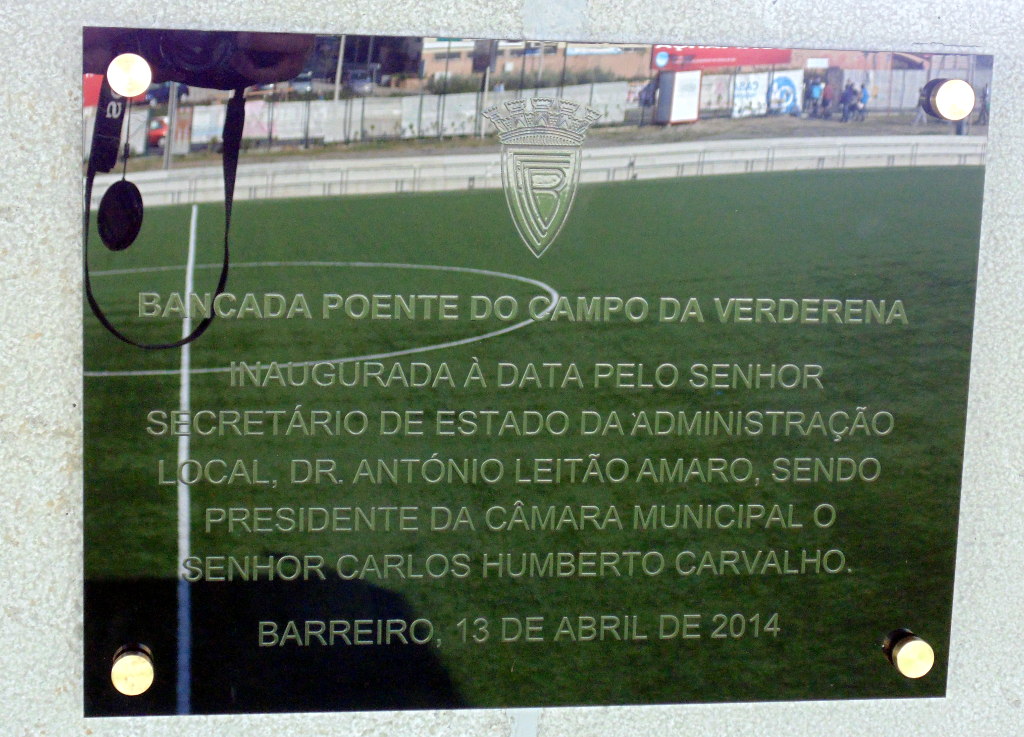 BANCADA POENTE DO CAMPO DA VERDERENA
INAUGURADA À DATA PELO SENHOR
SECRETÁRIO DE ESTADO DA ADMINISTRAÇÃO
LOCAL, DR. ANTÓNIO LEITÃO AMARO, SENDO
PRESIDENTE DA CÂMARA MUNICIPAL O
SENHOR CARLOS HUMBERTO CARVALHO.
BARREIRO, 13 DE ABRIL DE 2014